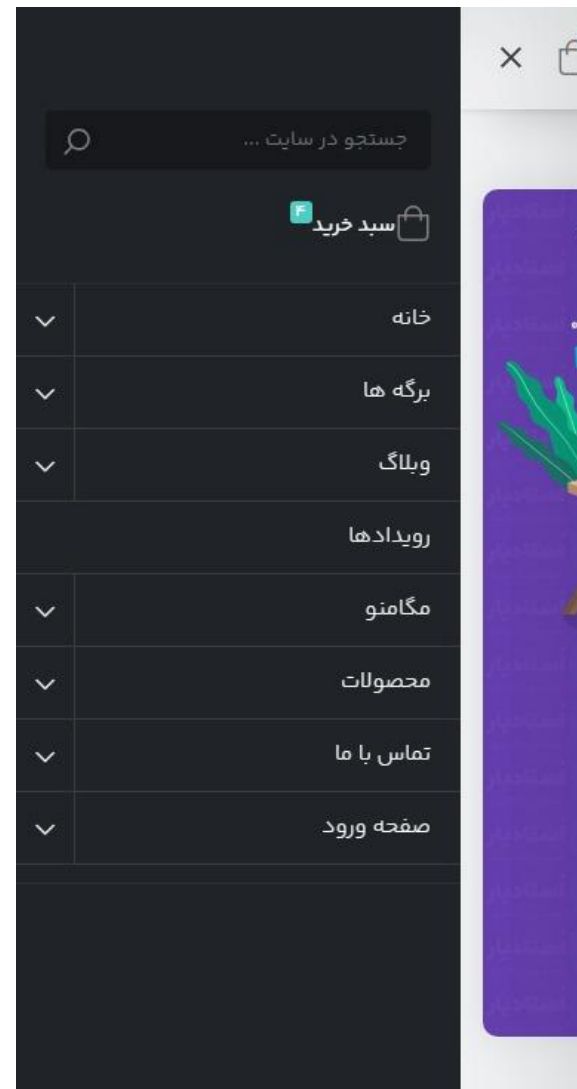 جستجو در سایت ...
سبد خرید ۴
خانه
برگه ها
وبلاگ
رویدادها
مگامنو
محصولات
تماس با ما
صفحه ورود